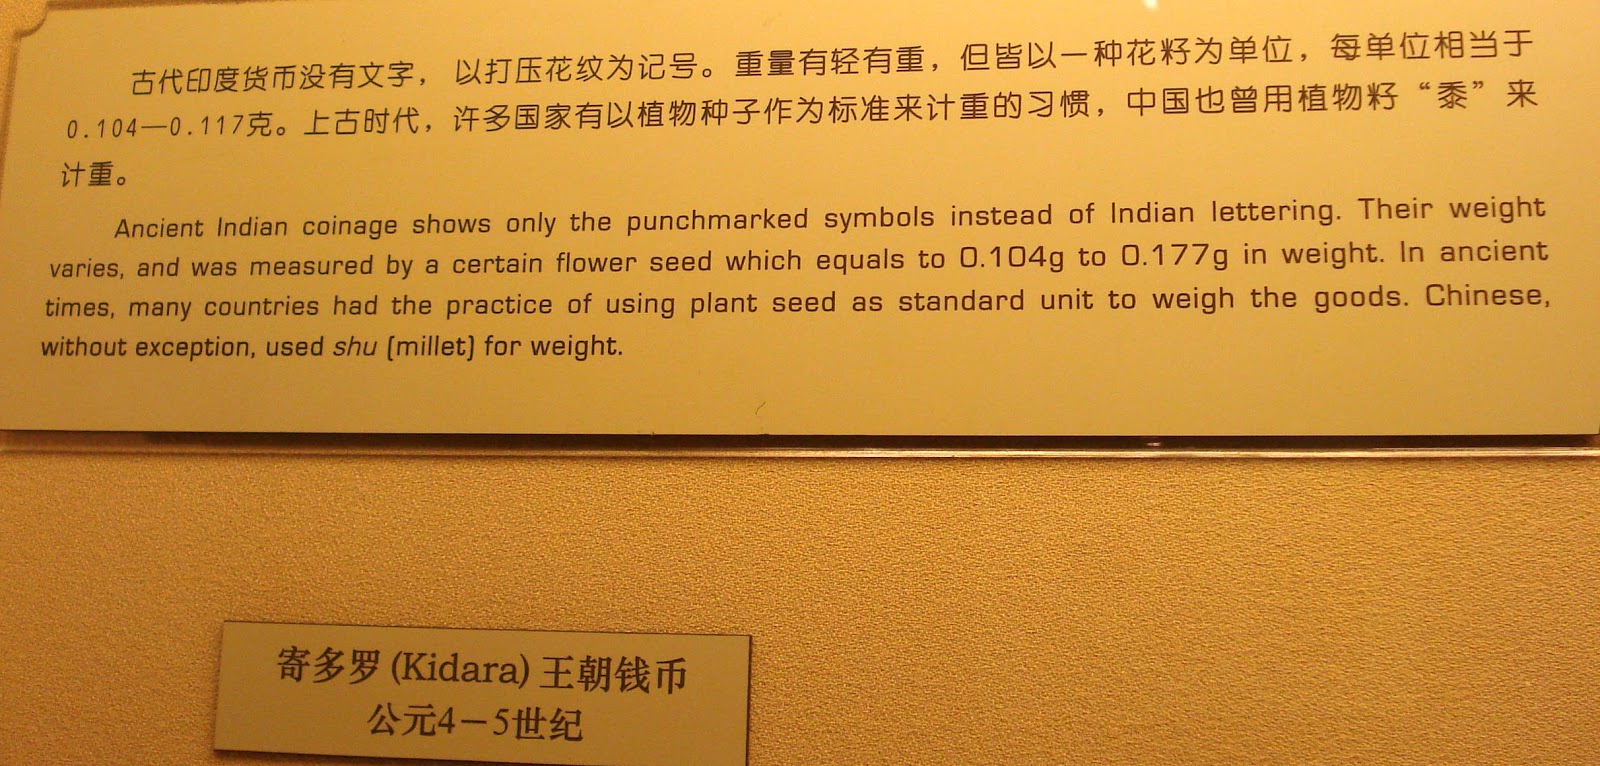 古代印度货币没有文字，以打压花纹为记号。重量有轻有重，但皆以一种花籽为单位，每单位相当于
0.104—0.117克。上古时代，许多国家有以植物种子作为标准来计重的习惯，中国也曾用植物籽“黍”来
计重。
Ancient Indian coinage shows only the punchmarked symbols instead of Indian lettering. Their weight
varies, and was measured by a certain flower seed which equals to 0.104g to 0.177g in weight. In ancient
times, many countries had the practice of using plant seed as standard unit to weigh the goods. Chinese,
without exception, used shu (millet) for weight.
寄多罗(Kidara)王朝钱币
公元4－5世纪